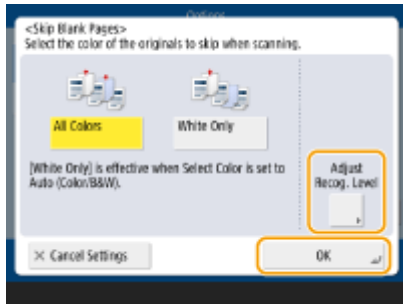 Options
<Skip Blank Pages>
Select the color of the originals to skip when scanning.
All Colors
White Only
[White Only] is effective when Select Color is set to
Auto (Color/B&W).
Adjust
Recog. Level
× Cancel Settings
OK